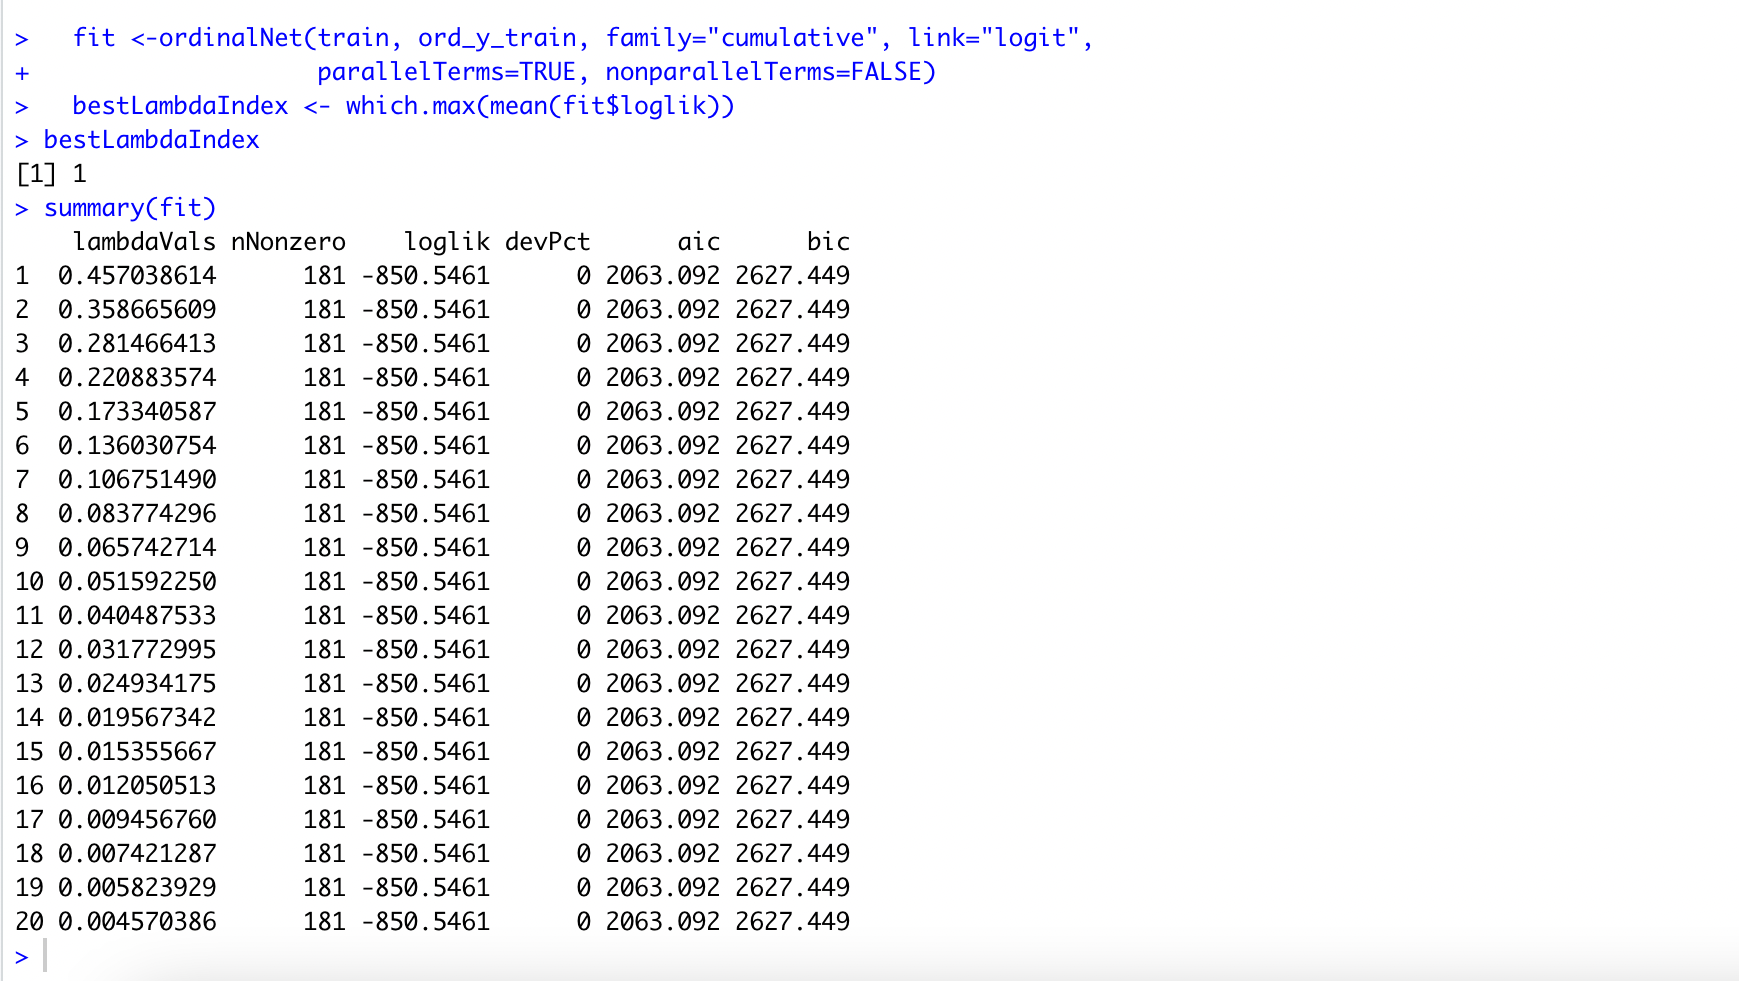 >   fit <-ordinalNet(train, ord_y_train, family="cumulative", link="logit",
+                    parallelTerms=TRUE, nonparallelTerms=FALSE)
>   bestLambdaIndex <- which.max(mean(fit$loglik))
> bestLambdaIndex
[1] 1
> summary(fit)
    lambdaVals nNonzero    loglik devPct      aic      bic
1  0.457038614      181 -850.5461      0 2063.092 2627.449
2  0.358665609      181 -850.5461      0 2063.092 2627.449
3  0.281466413      181 -850.5461      0 2063.092 2627.449
4  0.220883574      181 -850.5461      0 2063.092 2627.449
5  0.173340587      181 -850.5461      0 2063.092 2627.449
6  0.136030754      181 -850.5461      0 2063.092 2627.449
7  0.106751490      181 -850.5461      0 2063.092 2627.449
8  0.083774296      181 -850.5461      0 2063.092 2627.449
9  0.065742714      181 -850.5461      0 2063.092 2627.449
10 0.051592250      181 -850.5461      0 2063.092 2627.449
11 0.040487533      181 -850.5461      0 2063.092 2627.449
12 0.031772995      181 -850.5461      0 2063.092 2627.449
13 0.024934175      181 -850.5461      0 2063.092 2627.449
14 0.019567342      181 -850.5461      0 2063.092 2627.449
15 0.015355667      181 -850.5461      0 2063.092 2627.449
16 0.012050513      181 -850.5461      0 2063.092 2627.449
17 0.009456760      181 -850.5461      0 2063.092 2627.449
18 0.007421287      181 -850.5461      0 2063.092 2627.449
19 0.005823929      181 -850.5461      0 2063.092 2627.449
20 0.004570386      181 -850.5461      0 2063.092 2627.449
>